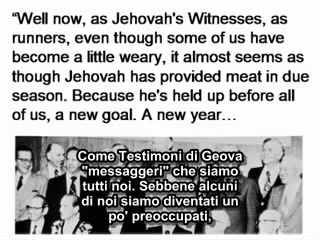 “Well now, as Jehovah's Witnesses, as
runners, even though some of us have
become a little weary, it almost seems as
though Jehovah has provided meat in due
season. Because he's held up before all
of us, a new goal. A new year…
Come Testimoni di Geova
"messaggeri" che siamo
tutti noi. Sebbene alcuni
di noi siamo diventati un
po' preoccupati,